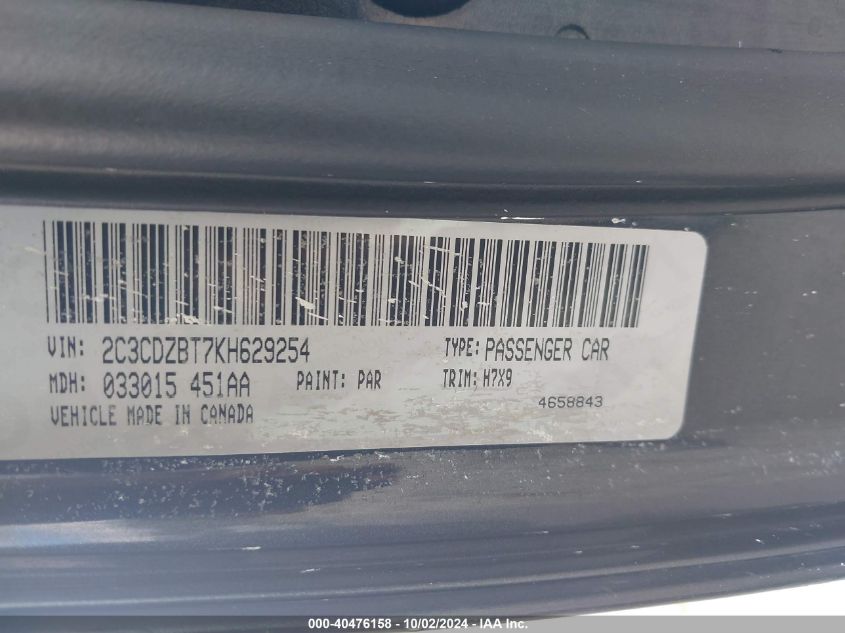 VIN: 2C3CDZBT7KH629254 TYPE: PASSENGER CAR
MDH: 033015 451AA PAINT: PAR TRIM: H7X9
VEHICLE MADE IN CANADA 4658843
000-40476158 - 10/02/2024 - IAA Inc.